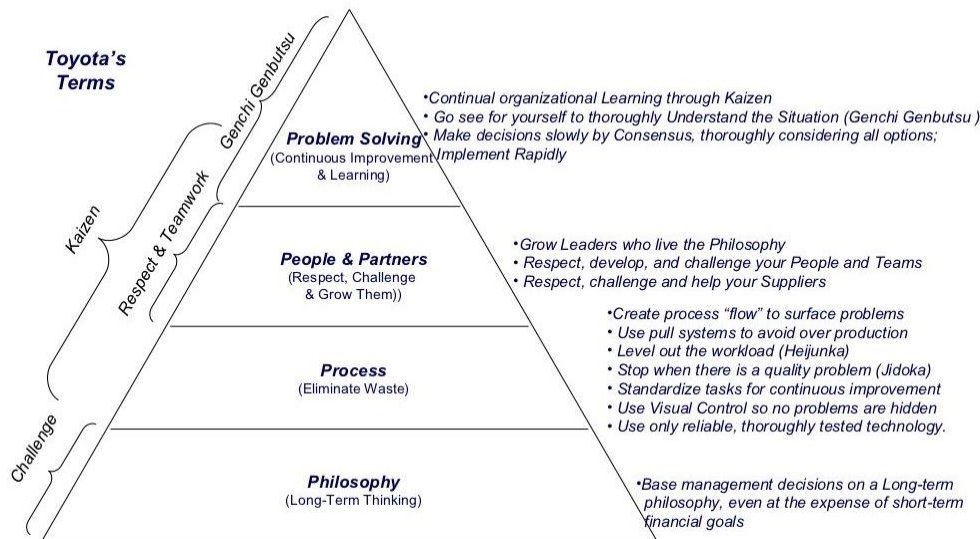 Toyota's
Terms
Genchi Genbutsu
Respect & Teamwork
Kaizen
Challenge
Problem Solving
(Continuous Improvement
& Learning)
•Continual organizational Learning through Kaizen
• Go see for yourself to thoroughly Understand the Situation (Genchi Genbutsu )
• Make decisions slowly by Consensus, thoroughly considering all options;
Implement Rapidly
People & Partners
(Respect, Challenge
& Grow Them))
•Grow Leaders who live the Philosophy
• Respect, develop, and challenge your People and Teams
• Respect, challenge and help your Suppliers
Process
(Eliminate Waste)
•Create process “flow” to surface problems
• Use pull systems to avoid over production
• Level out the workload (Heijunka)
• Stop when there is a quality problem (Jidoka)
• Standardize tasks for continuous improvement
• Use Visual Control so no problems are hidden
• Use only reliable, thoroughly tested technology.
Philosophy
(Long-Term Thinking)
•Base management decisions on a Long-term
philosophy, even at the expense of short-term
financial goals